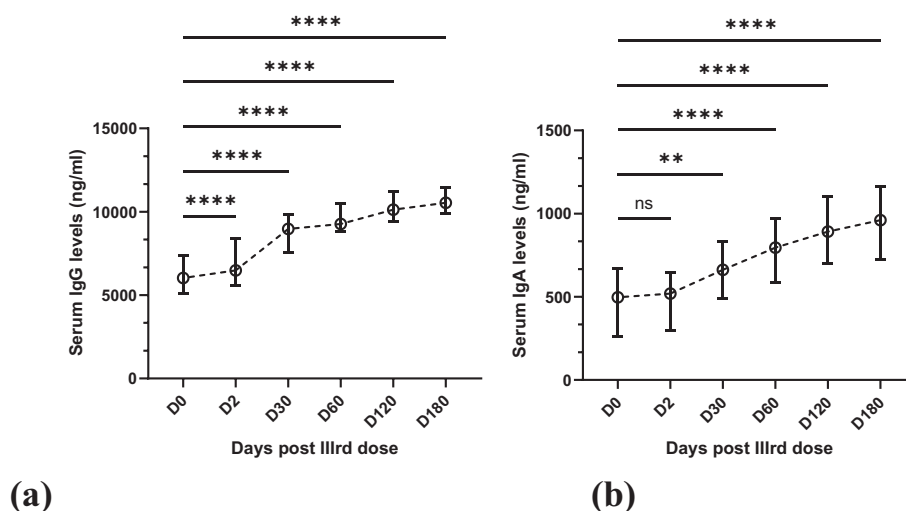 ****
****
****
****
****
Serum IgG levels (ng/ml)
15000
10000
5000
0
D0 D2 D30 D60 D120 D180
Days post IIIrd dose
(a)
****
****
****
**
ns
Serum IgA levels (ng/ml)
1500
1000
500
0
D0 D2 D30 D60 D120 D180
Days post IIIrd dose
(b)